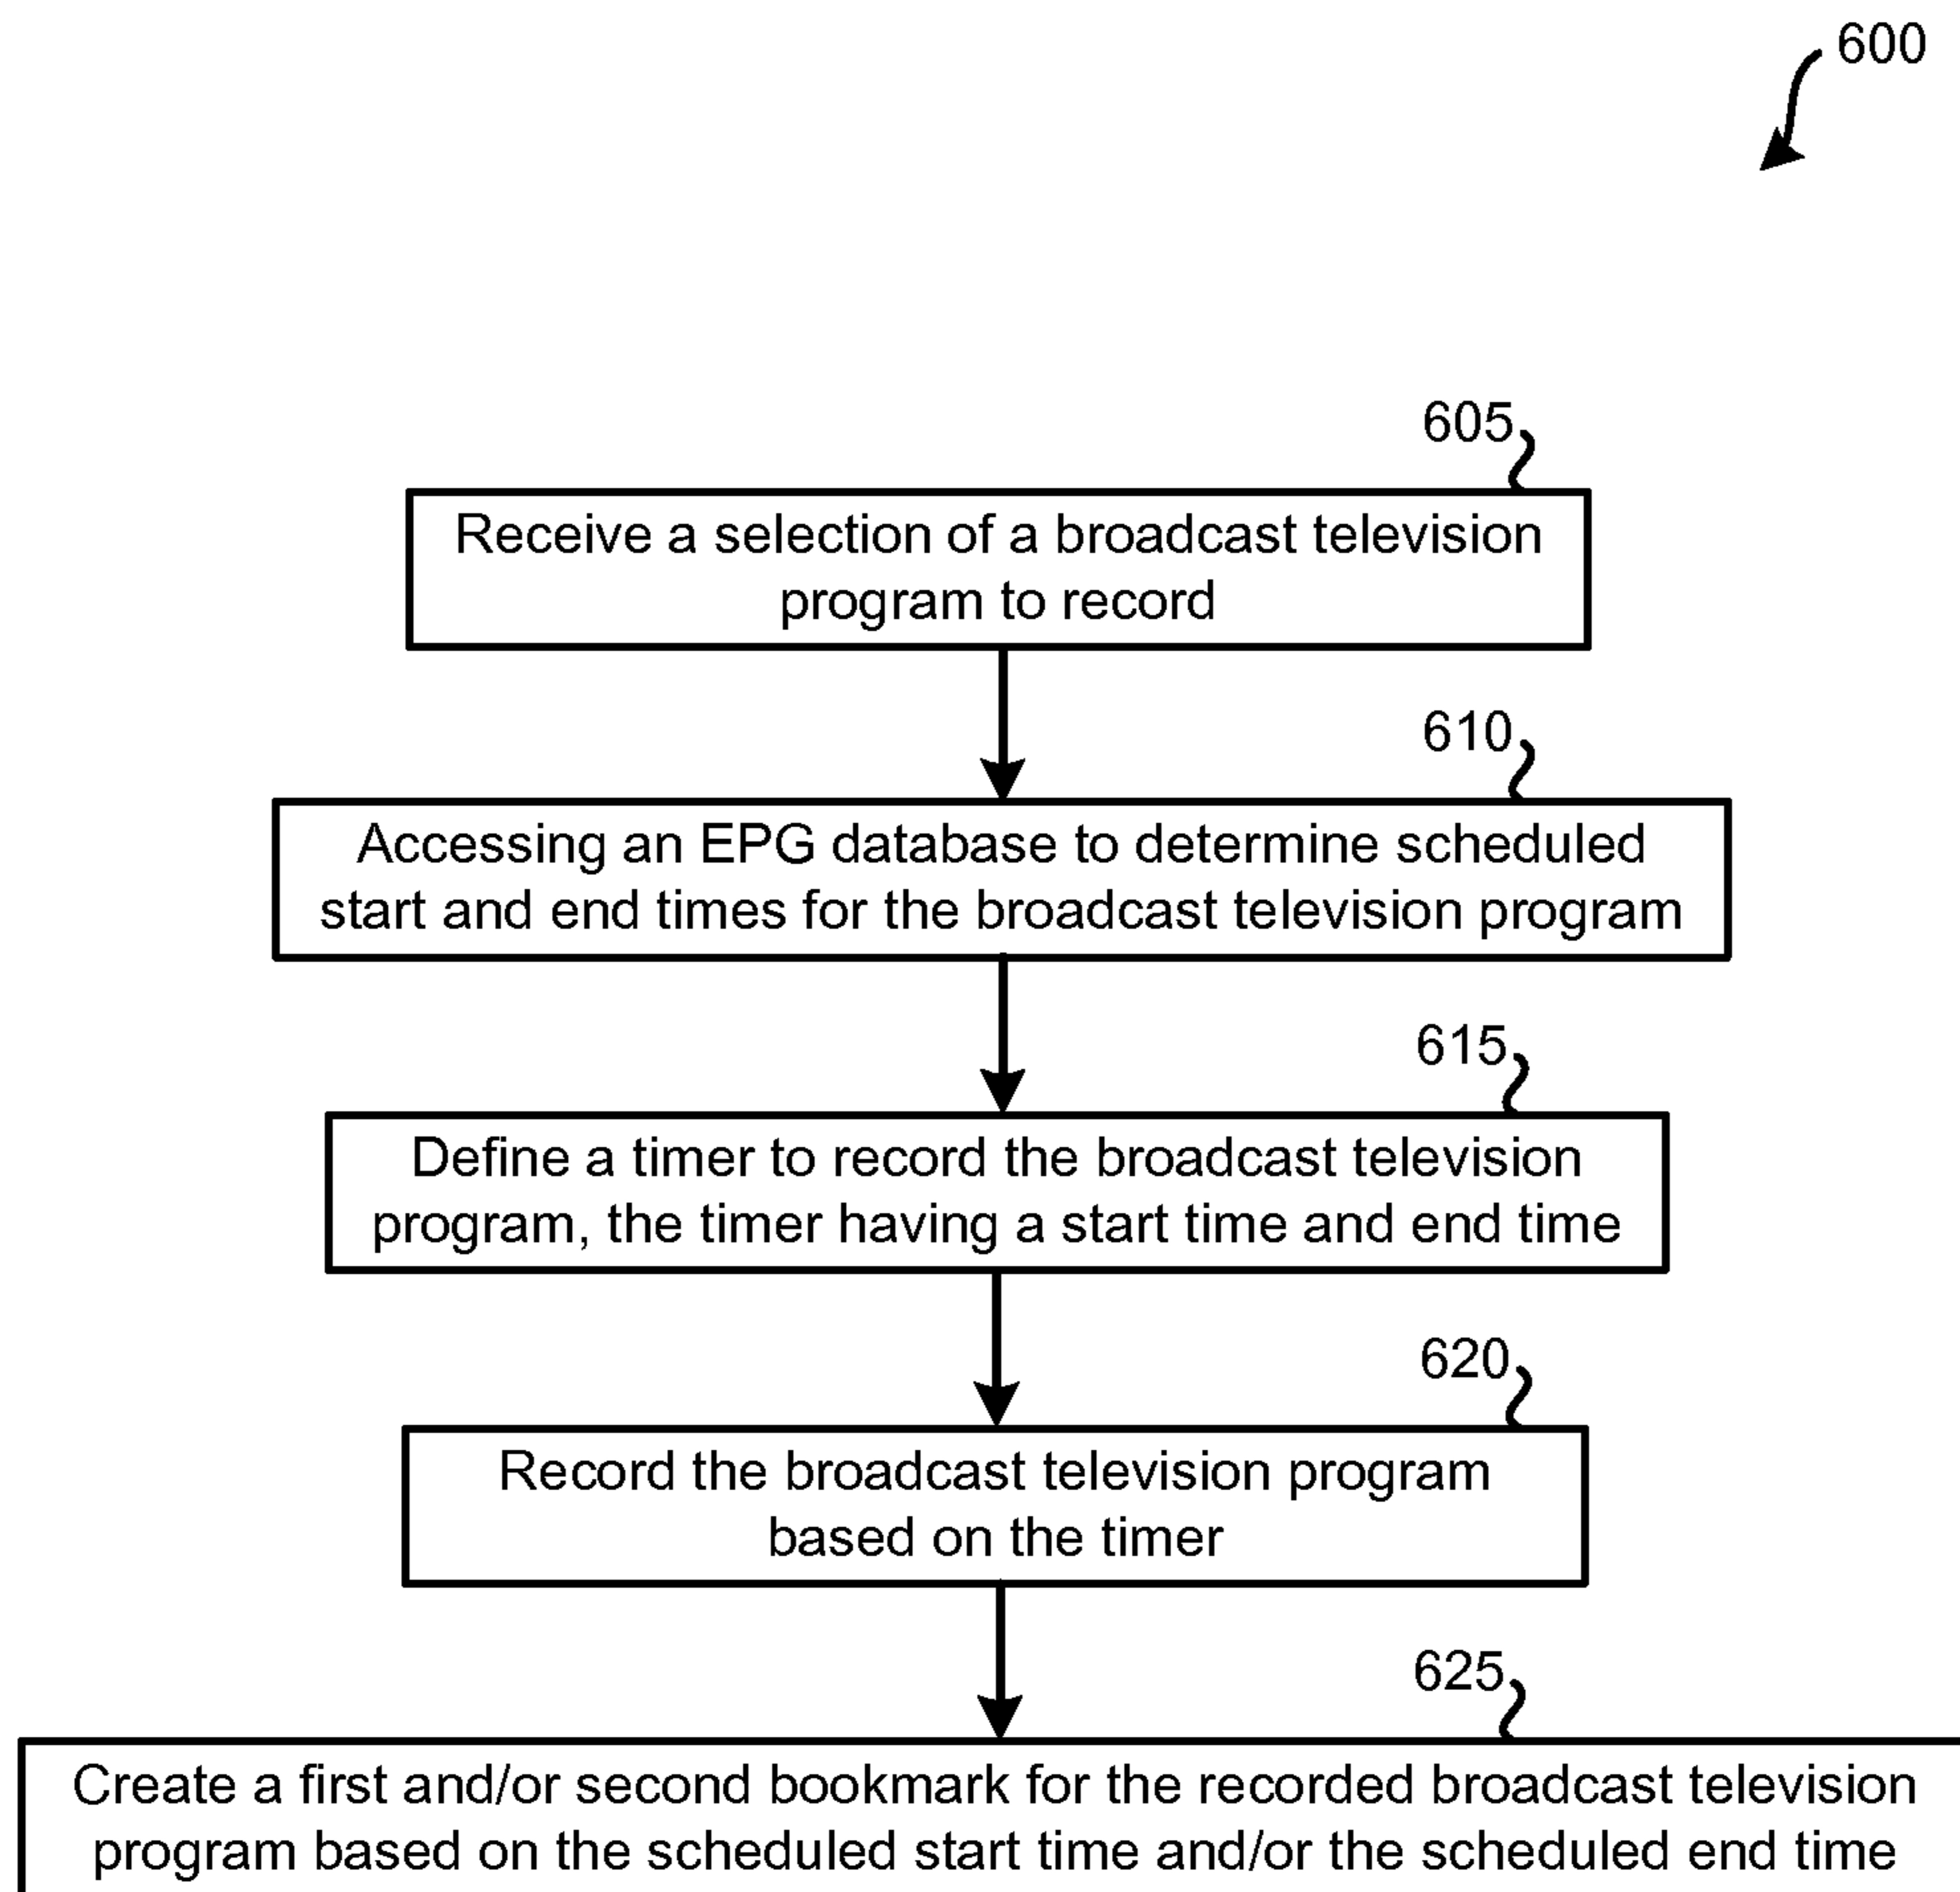 600
605
Receive a selection of a broadcast television
program to record
610
Accessing an EPG database to determine scheduled
start and end times for the broadcast television program
615
Define a timer to record the broadcast television
program, the timer having a start time and end time
620
Record the broadcast television program
based on the timer
625
Create a first and/or second bookmark for the recorded broadcast television
program based on the scheduled start time and/or the scheduled end time